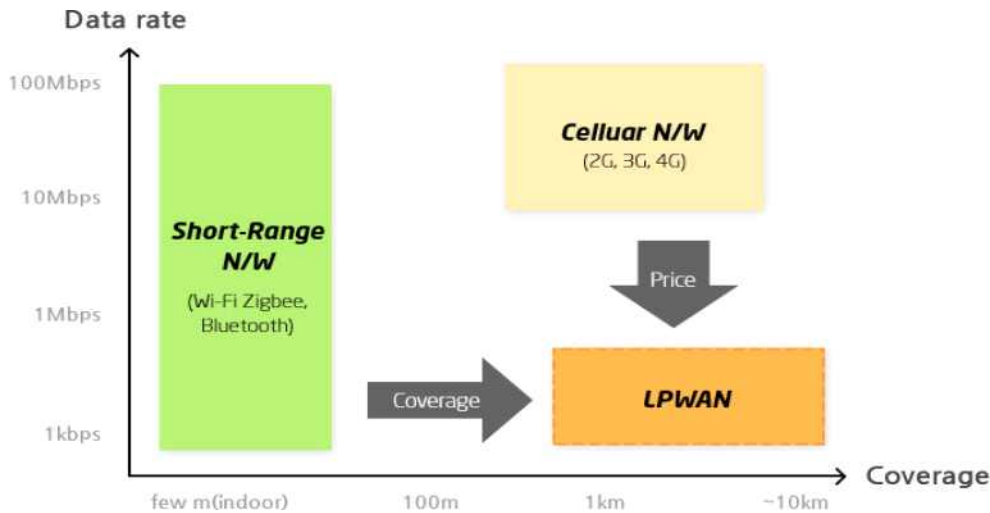 Data rate
100Mbps
Celluar N/W
(2G, 3G, 4G)
10Mbps
Short-Range
N/W
(Wi-Fi Zigbee,
Bluetooth)
Price
1Mbps
Coverage
LPWAN
1kbps
Coverage
few m(indoor)
100m
1km
~10km